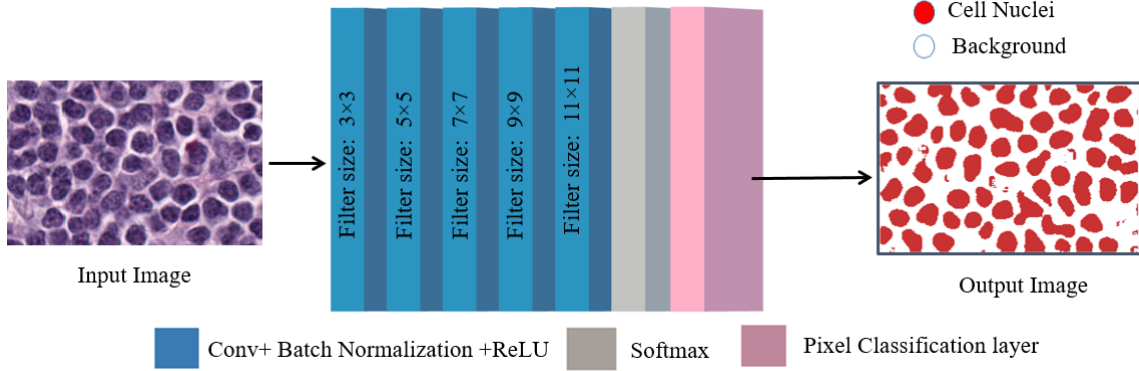 Cell Nuclei
Background
Filter size: 3×3
Filter size: 5×5
Filter size: 7×7
Filter size: 9×9
Filter size: 11×11
Input Image
Output Image
Conv+ Batch Normalization +ReLU
Softmax
Pixel Classification layer